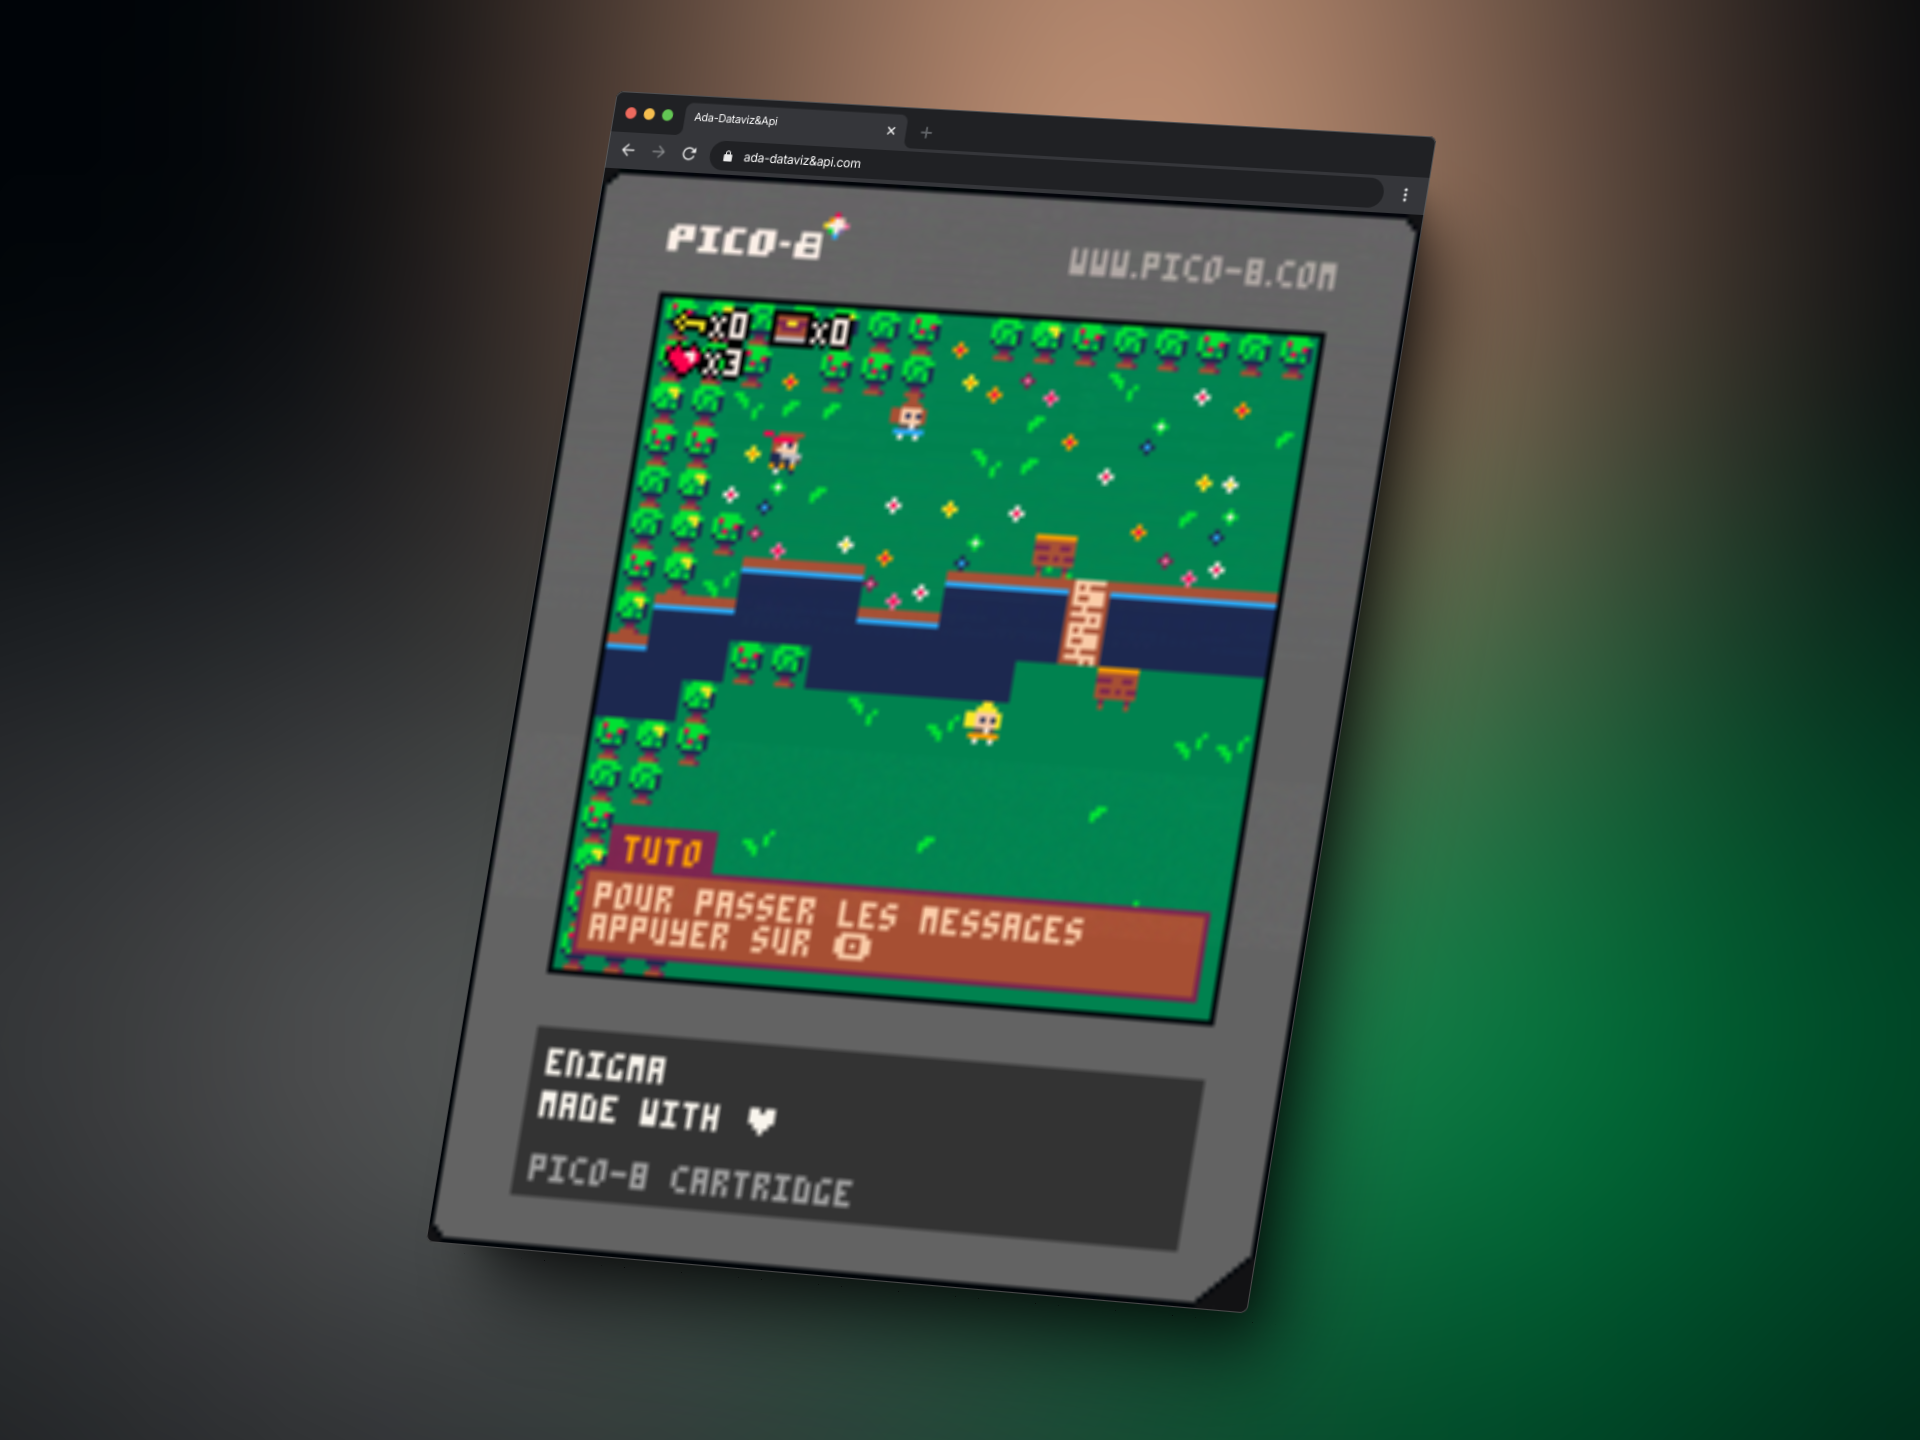 Ada-Dataviz&Api
ada-dataviz&api.com
PICO-8
WWW.PICO-8.COM
X0 X0
X3
TUTO
POUR PASSER LES MESSAGES
APPUYER SUR
ENIGMA
MADE WITH ♥
PICO-8 CARTRIDGE